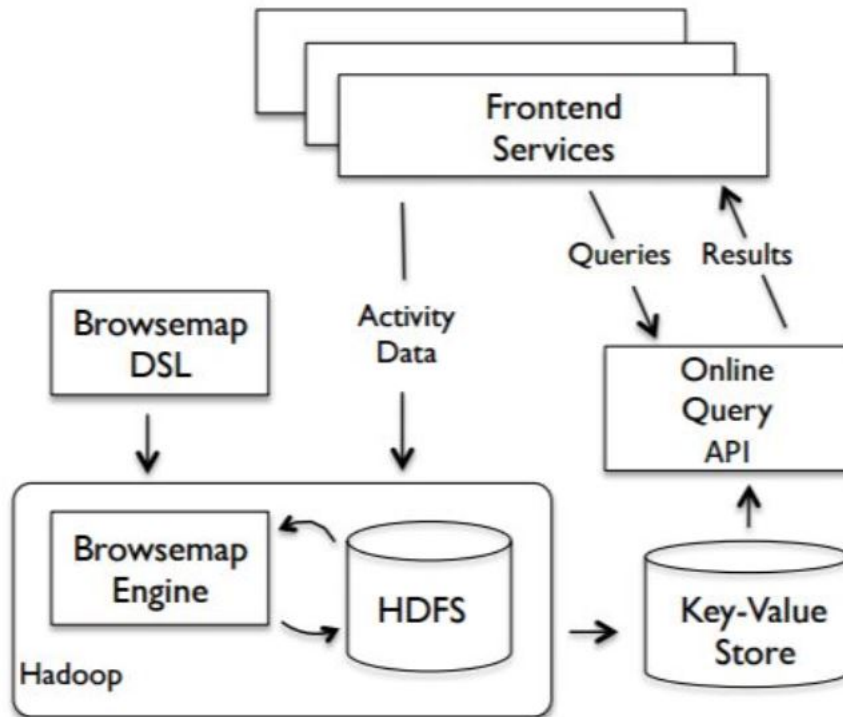 Frontend
Services
Queries
Results
Browsemap
DSL
Activity
Data
Online
Query
API
Browsemap
Engine
HDFS
Key-Value
Store
Hadoop